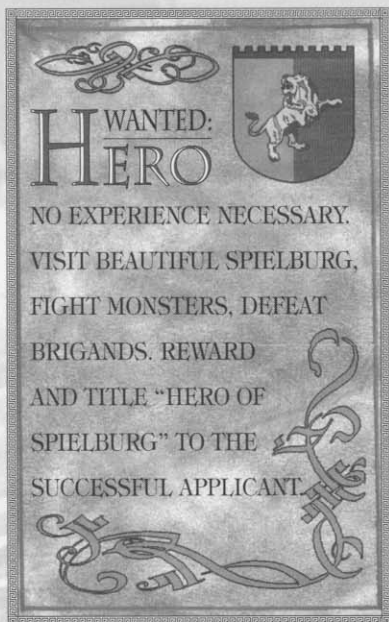 WANTED:
HERO
NO EXPERIENCE NECESSARY.
VISIT BEAUTIFUL SPIELBURG,
FIGHT MONSTERS, DEFEAT
BRIGANDS. REWARD
AND TITLE “HERO OF
SPIELBURG” TO THE
SUCCESSFUL APPLICANT.